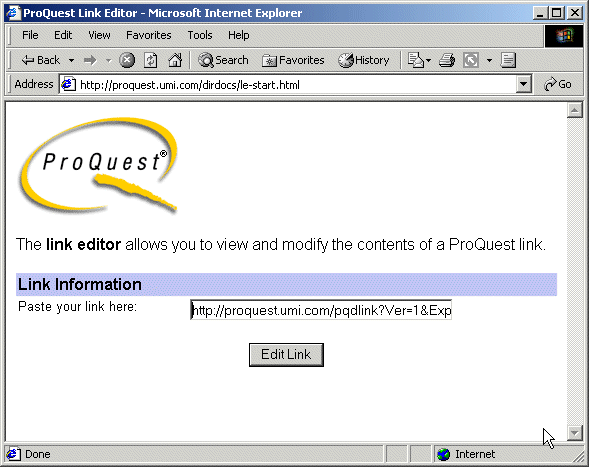 ProQuest Link Editor - Microsoft Internet Explorer
File Edit View Favorites Tools Help
Back Search Favorites History
Address http://proquest.umi.com/dirdocs/le-start.html Go
ProQuest®
The link editor allows you to view and modify the contents of a ProQuest link.
Link Information
Paste your link here: http://proquest.umi.com/pqdlink?Ver=1&Exp
Edit Link
Done Internet